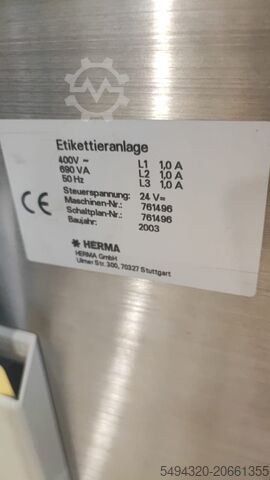 Etikettieranlage
400V ~ L1 1,0 A
690 VA L2 1,0 A
50 Hz L3 1,0 A
Steuerspannung: 24 V=
Maschinen-Nr.: 761496
Schaltplan-Nr.: 761496
Baujahr: 2003
CE
HERMA
HERMA GmbH
Ulmer Str. 300, 70327 Stuttgart
5494320-20661355